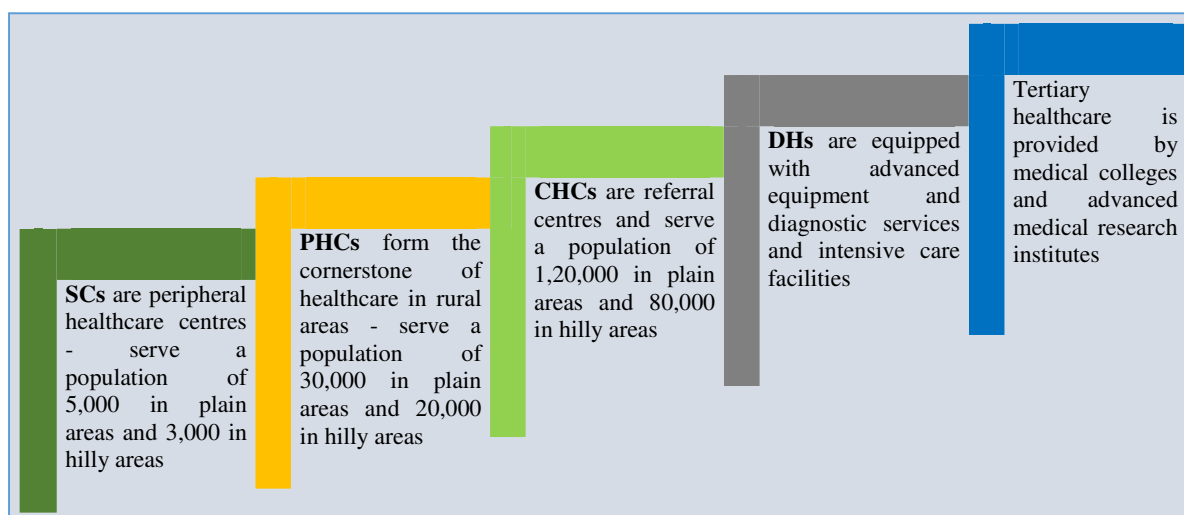 SCs are peripheral
healthcare centres
- serve a
population of
5,000 in plain
areas and 3,000 in
hilly areas
PHCs form the
cornerstone of
healthcare in rural
areas - serve a
population of
30,000 in plain
areas and 20,000
in hilly areas
CHCs are referral
centres and serve
a population of
1,20,000 in plain
areas and 80,000
in hilly areas
DHs are equipped
with advanced
equipment and
diagnostic services
and intensive care
facilities
Tertiary
healthcare is
provided by
medical colleges
and advanced
medical research
institutes